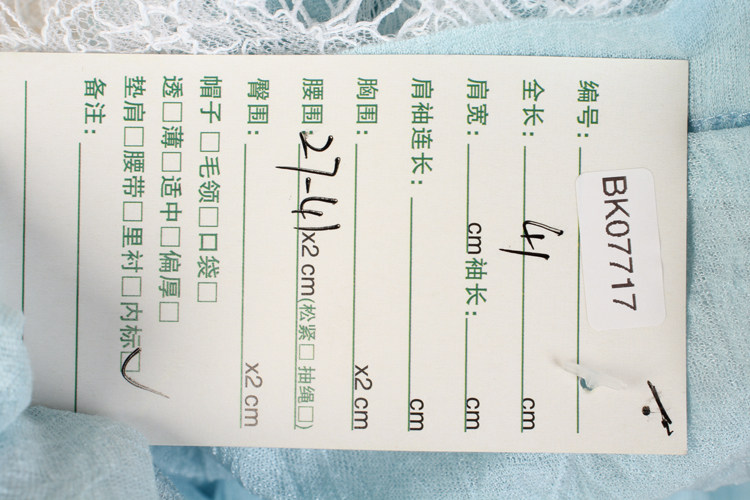 编号: BK07717
全长: 41 cm
肩宽: cm 袖长: cm
肩袖连长: cm
胸围: x2 cm
腰围: 27-41 x2 cm(松紧□ 抽绳□)
臀围: x2 cm
帽子□毛领□口袋□
透□薄□适中□偏厚□
垫肩□腰带□里衬□内标☑
备注: